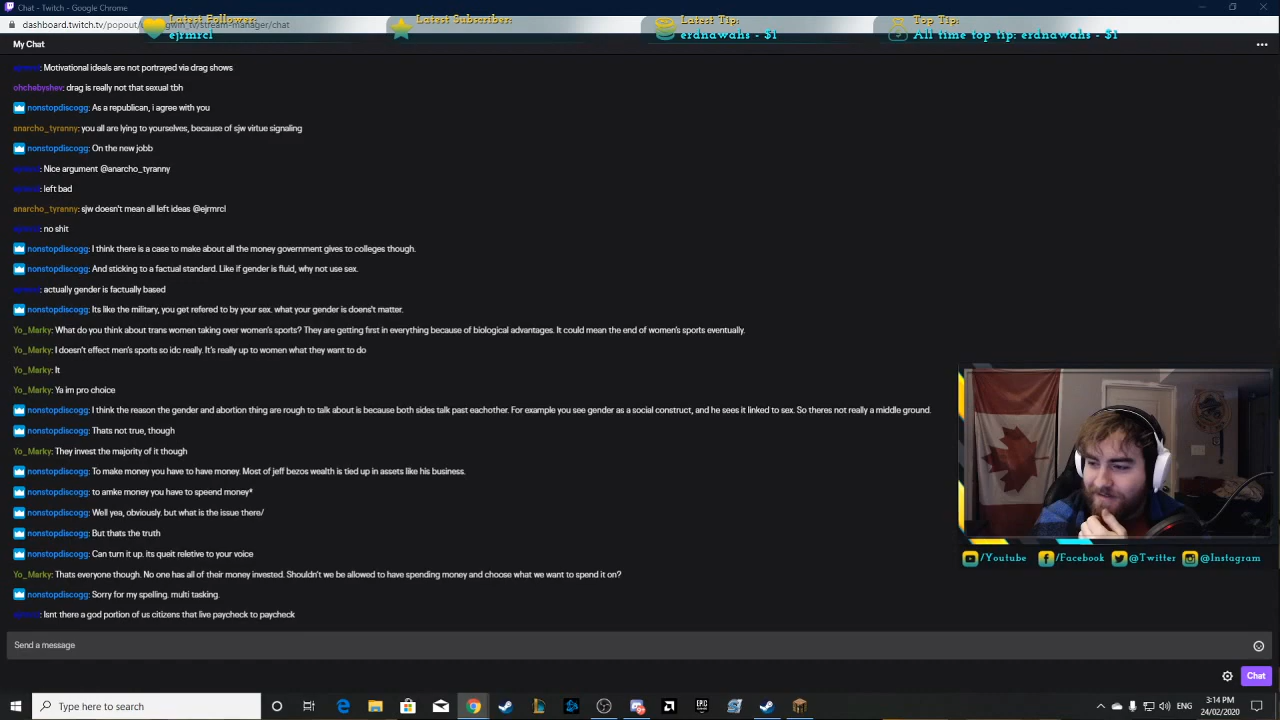 Chat - Twitch - Google Chrome
dashboard.twitch.tv/popout/
stream-manager/chat
Latest Follower:
ejrmrcl
Latest Subscriber:
Latest Tip:
erdnawahs - $1
Top Tip:
All time top tip: erdnawahs - $1
My Chat
ejrmrcl: Motivational ideals are not portrayed via drag shows
ohchebyshev: drag is really not that sexual tbh
nonstopdiscogg: As a republican, i agree with you
anarcho_tyranny: you all are lying to yourselves, because of sjw virtue signaling
nonstopdiscogg: On the new jobb
ejrmrcl: Nice argument @anarcho_tyranny
ejrmrcl: left bad
anarcho_tyranny: sjw doesn't mean all left ideas @ejrmrcl
ejrmrcl: no shit
nonstopdiscogg: I think there is a case to make about all the money government gives to colleges though.
nonstopdiscogg: And sticking to a factual standard. Like if gender is fluid, why not use sex.
ejrmrcl: actually gender is factually based
nonstopdiscogg: Its like the military, you get refered to by your sex. what your gender is doens't matter.
Yo_Marky: What do you think about trans women taking over women's sports? They are getting first in everything because of biological advantages. It could mean the end of women's sports eventually.
Yo_Marky: I doesn't effect men's sports so idc really. It's really up to women what they want to do
Yo_Marky: It
Yo_Marky: Ya im pro choice
nonstopdiscogg: I think the reason the gender and abortion thing are rough to talk about is because both sides talk past eachother. For example you see gender as a social construct, and he sees it linked to sex. So theres not really a middle ground.
nonstopdiscogg: Thats not true, though
Yo_Marky: They invest the majority of it though
nonstopdiscogg: To make money you have to have money. Most of jeff bezos wealth is tied up in assets like his business.
nonstopdiscogg: to amke money you have to speend money*
nonstopdiscogg: Well yea, obviously. but what is the issue there/
nonstopdiscogg: But thats the truth
nonstopdiscogg: Can turn it up. its queit reletive to your voice
Yo_Marky: Thats everyone though. No one has all of their money invested. Shouldn't we be allowed to have spending money and choose what we want to spend it on?
nonstopdiscogg: Sorry for my spelling. multi tasking.
ejrmrcl: Isnt there a god portion of us citizens that live paycheck to paycheck
/Youtube
/Facebook
@Twitter
@Instagram
Send a message
Chat
Type here to search
ENG
3:14 PM
24/02/2020